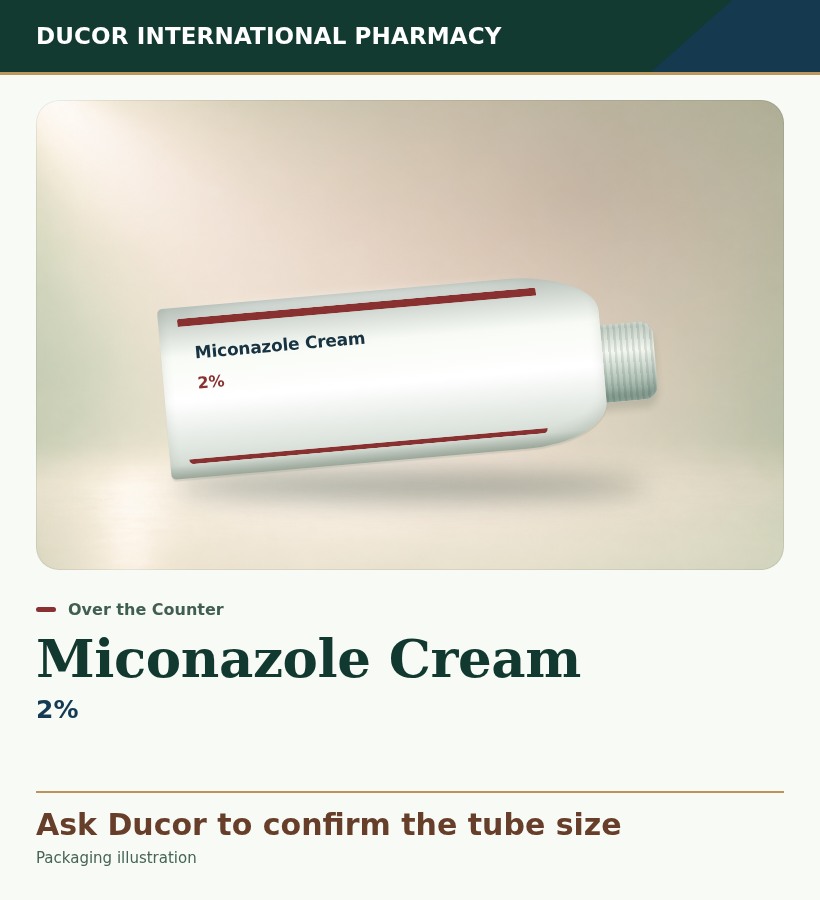 DUCOR INTERNATIONAL PHARMACY
Miconazole Cream
2%
Over the Counter
Miconazole Cream
2%
Ask Ducor to confirm the tube size
Packaging illustration